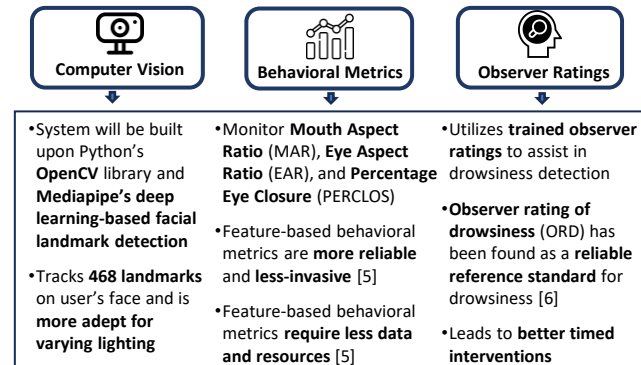 Computer Vision
Behavioral Metrics
Observer Ratings
•System will be built
upon Python's
OpenCV library and
Mediapipe's deep
learning-based facial
landmark detection
•Tracks 468 landmarks
on user's face and is
more adept for
varying lighting
•Monitor Mouth Aspect
Ratio (MAR), Eye Aspect
Ratio (EAR), and Percentage
Eye Closure (PERCLOS)
•Feature-based behavioral
metrics are more reliable
and less-invasive [5]
•Feature-based behavioral
metrics require less data
and resources [5]
•Utilizes trained observer
ratings to assist in
drowsiness detection
•Observer rating of
drowsiness (ORD) has
been found as a reliable
reference standard for
drowsiness [6]
•Leads to better timed
interventions